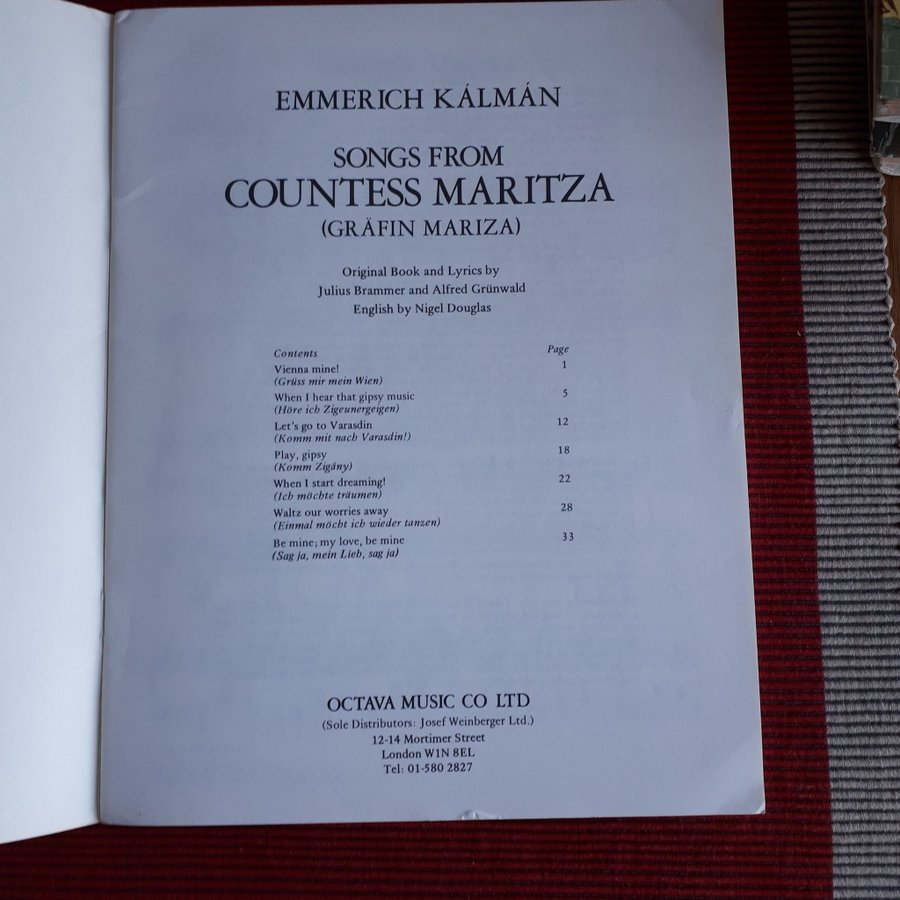 EMMERICH KÁLMÁN
SONGS FROM
COUNTESS MARITZA
(GRÄFIN MARIZA)
Original Book and Lyrics by
Julius Brammer and Alfred Grünwald
English by Nigel Douglas
Contents Page
Vienna mine! 1
(Grüss mir mein Wien)
When I hear that gipsy music 5
(Höre ich Zigeunergeigen)
Let's go to Varasdin 12
(Komm mit nach Varasdin!)
Play, gipsy 18
(Komm Zigány)
When I start dreaming! 22
(Ich möchte träumen)
Waltz our worries away 28
(Einmal möcht ich wieder tanzen)
Be mine; my love, be mine 33
(Sag ja, mein Lieb, sag ja)
OCTAVA MUSIC CO LTD
(Sole Distributors: Josef Weinberger Ltd.)
12-14 Mortimer Street
London W1N 8EL
Tel: 01-580 2827